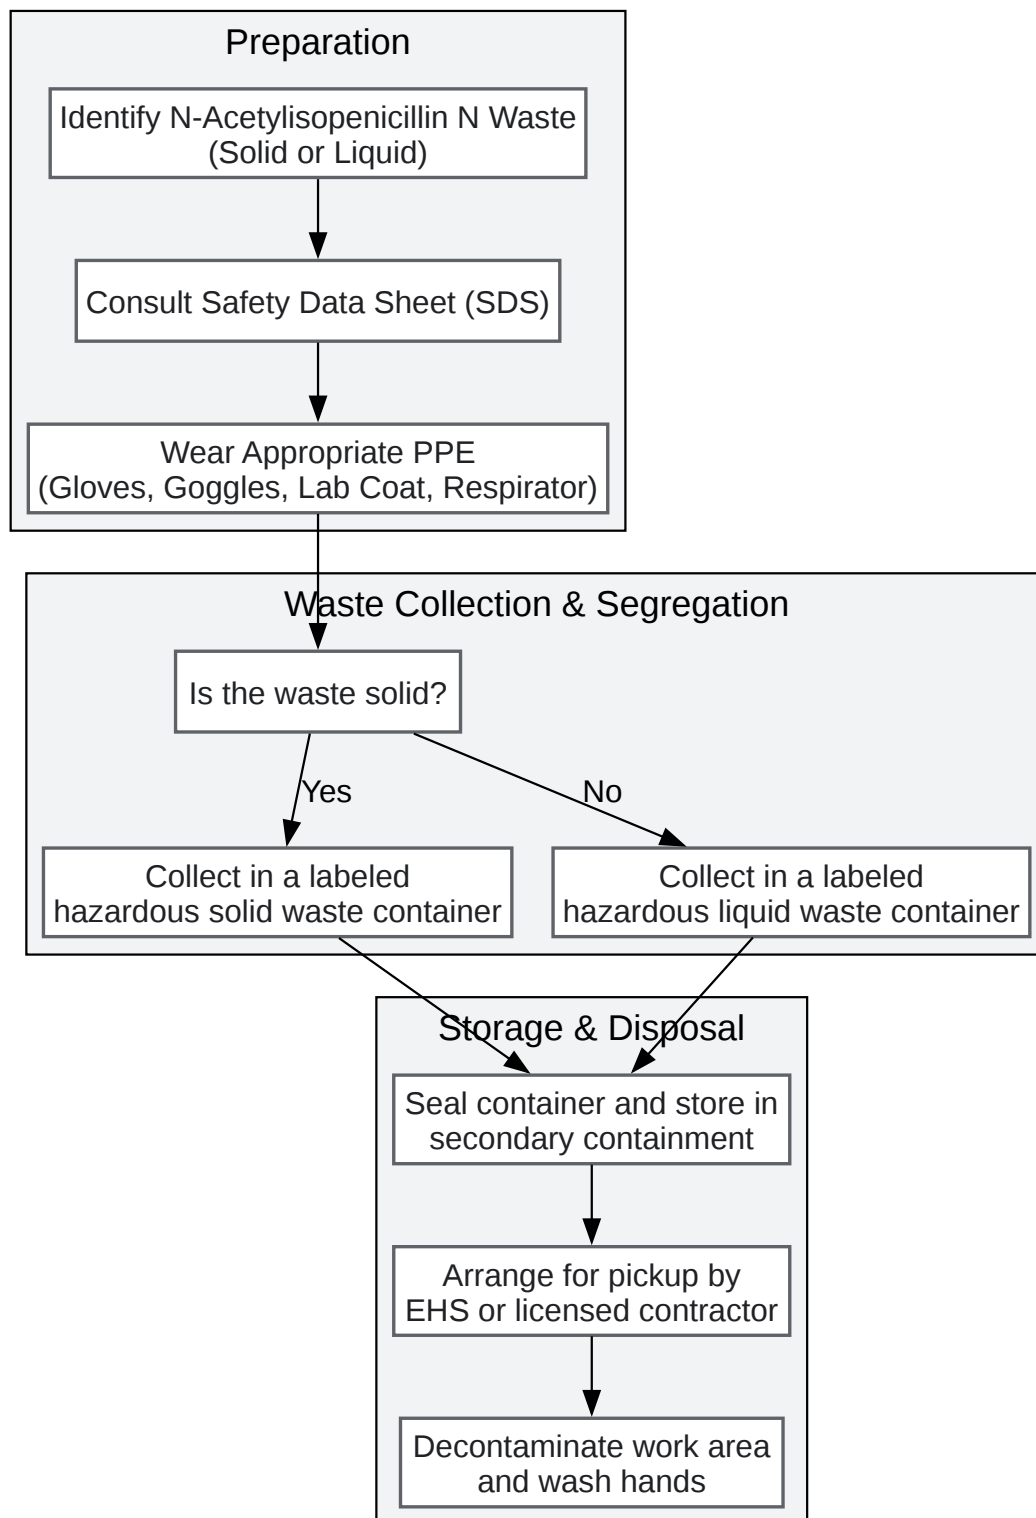 Preparation
Identify N-Acetylisopenicillin N Waste
(Solid or Liquid)
Consult Safety Data Sheet (SDS)
Wear Appropriate PPE
(Gloves, Goggles, Lab Coat, Respirator)
Waste Collection & Segregation
Is the waste solid?
Yes
No
Collect in a labeled
hazardous solid waste container
Collect in a labeled
hazardous liquid waste container
Storage & Disposal
Seal container and store in
secondary containment
Arrange for pickup by
EHS or licensed contractor
Decontaminate work area
and wash hands